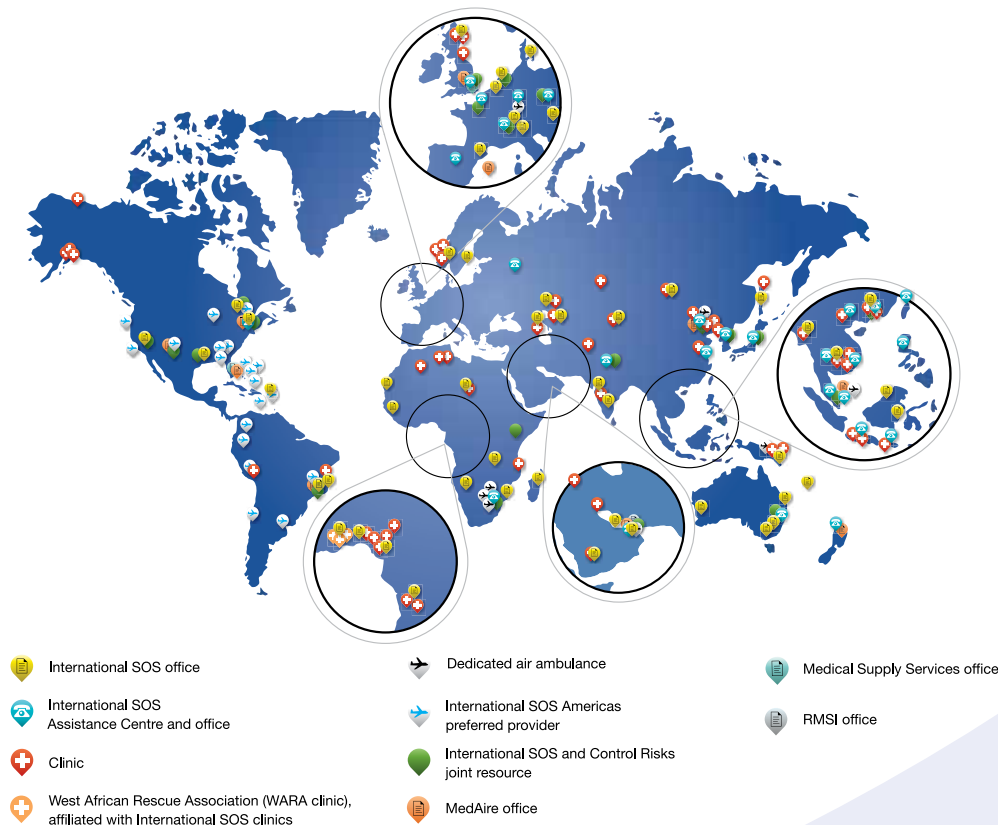 International SOS office
International SOS
Assistance Centre and office
Clinic
West African Rescue Association (WARA clinic),
affiliated with International SOS clinics
Dedicated air ambulance
International SOS Americas
preferred provider
International SOS and Control Risks
joint resource
MedAire office
Medical Supply Services office
RMSI office